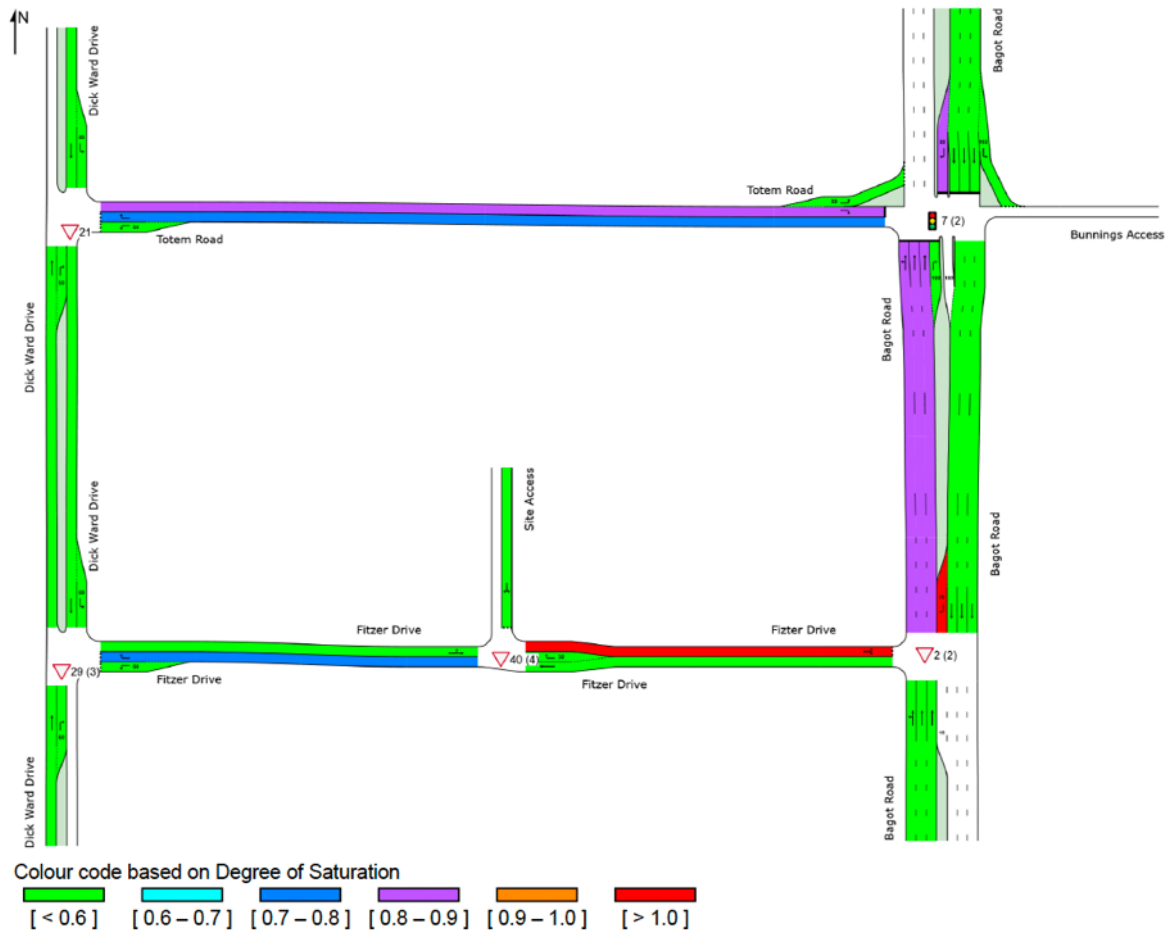 N
Dick Ward Drive
Bagot Road
Totem Road
7 (2)
Bunnings Access
21
Totem Road
Dick Ward Drive
Bagot Road
Dick Ward Drive
Site Access
Bagot Road
Fitzer Drive
Fizter Drive
29 (3)
40 (4)
2 (2)
Fitzer Drive
Fitzer Drive
Dick Ward Drive
Bagot Road
Colour code based on Degree of Saturation
[ < 0.6 ] [ 0.6 – 0.7 ] [ 0.7 – 0.8 ] [ 0.8 – 0.9 ] [ 0.9 – 1.0 ] [ > 1.0 ]